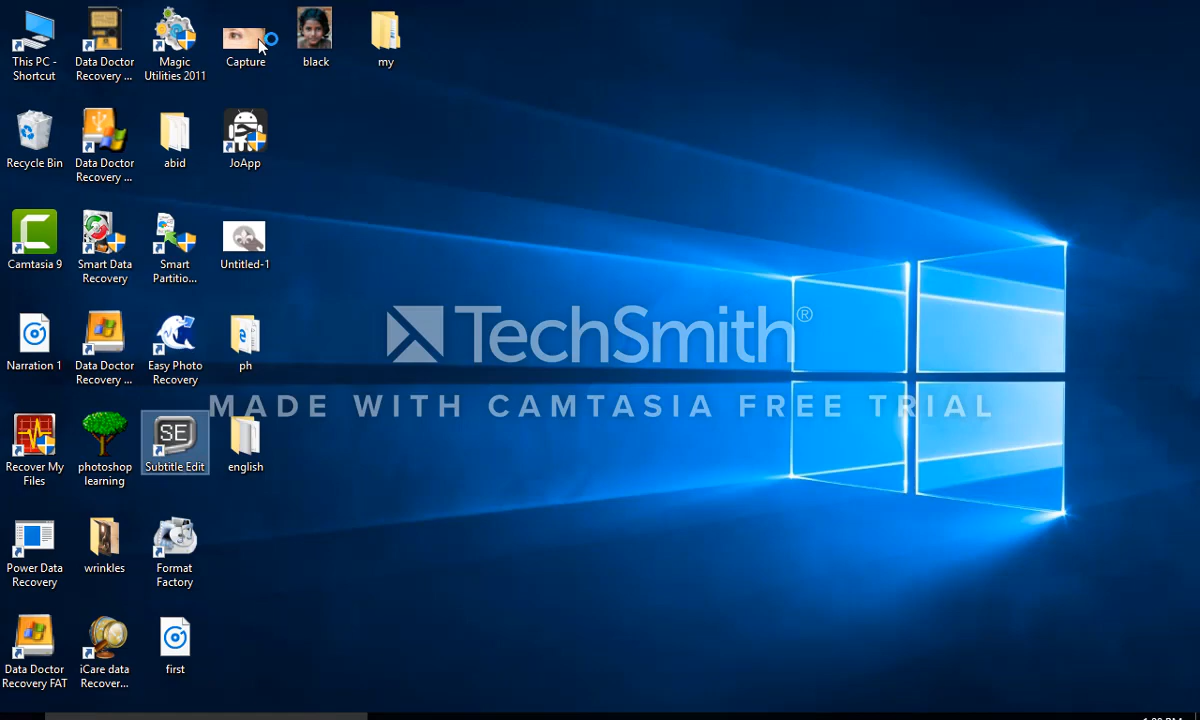 This PC -
Shortcut
Data Doctor
Recovery ...
Magic
Utilities 2011
Capture
black
my
Recycle Bin
Data Doctor
Recovery ...
abid
JoApp
Camtasia 9
Smart Data
Recovery
Smart
Partitio...
Untitled-1
TechSmith®
Narration 1
Data Doctor
Recovery ...
Easy Photo
Recovery
ph
MADE WITH CAMTASIA FREE TRIAL
Recover My
Files
photoshop
learning
SE
Subtitle Edit
english
Power Data
Recovery
wrinkles
Format
Factory
Data Doctor
Recovery FAT
iCare data
Recover...
first